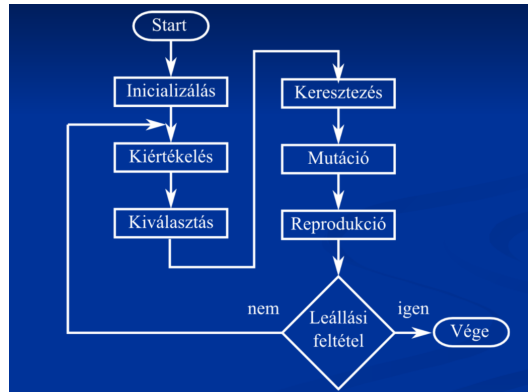 Start
Inicializálás
Kiértékelés
Kiválasztás
Keresztezés
Mutáció
Reprodukció
Leállási
feltétel
nem
igen
Vége